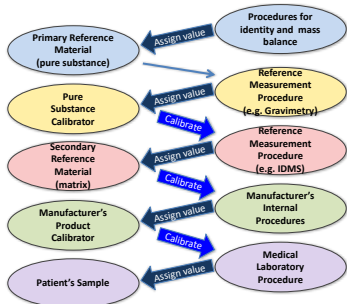 Primary Reference
Material
(pure substance)
Assign value
Procedures for
identity and mass
balance
Pure
Substance
Calibrator
Assign value
Reference
Measurement
Procedure
(e.g. Gravimetry)
Calibrate
Secondary
Reference
Material
(matrix)
Assign value
Reference
Measurement
Procedure
(e.g. IDMS)
Calibrate
Manufacturer's
Product
Calibrator
Assign value
Manufacturer's
Internal
Procedures
Calibrate
Patient's Sample
Assign value
Medical
Laboratory
Procedure